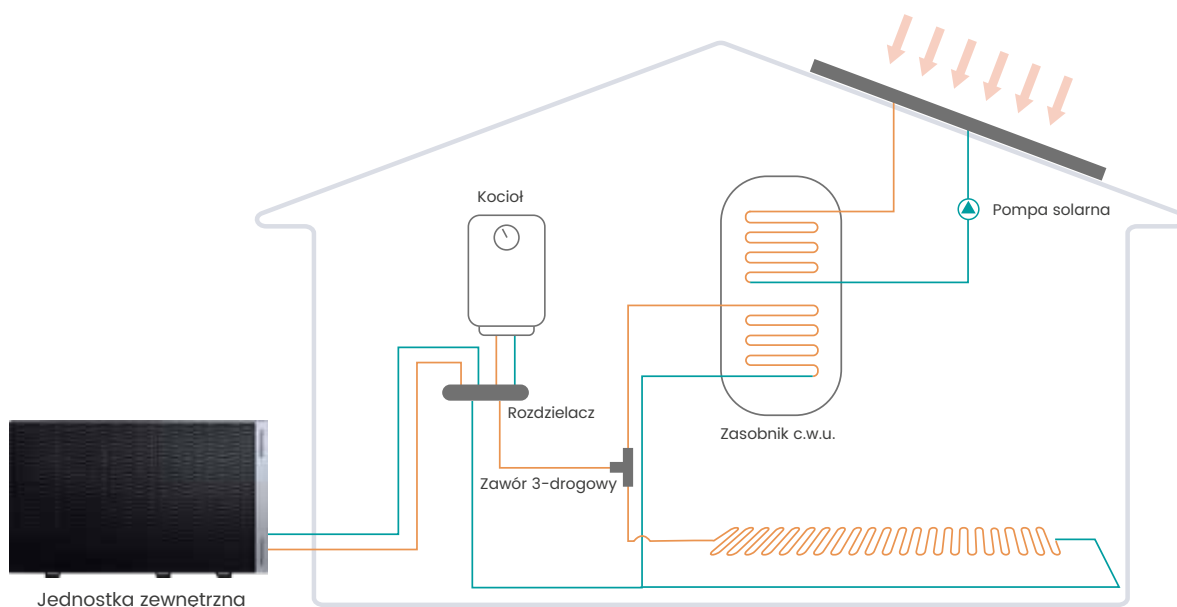 Kocioł
Pompa solarna
Rozdzielacz
Zasobnik c.w.u.
Zawór 3-drogowy
Jednostka zewnętrzna